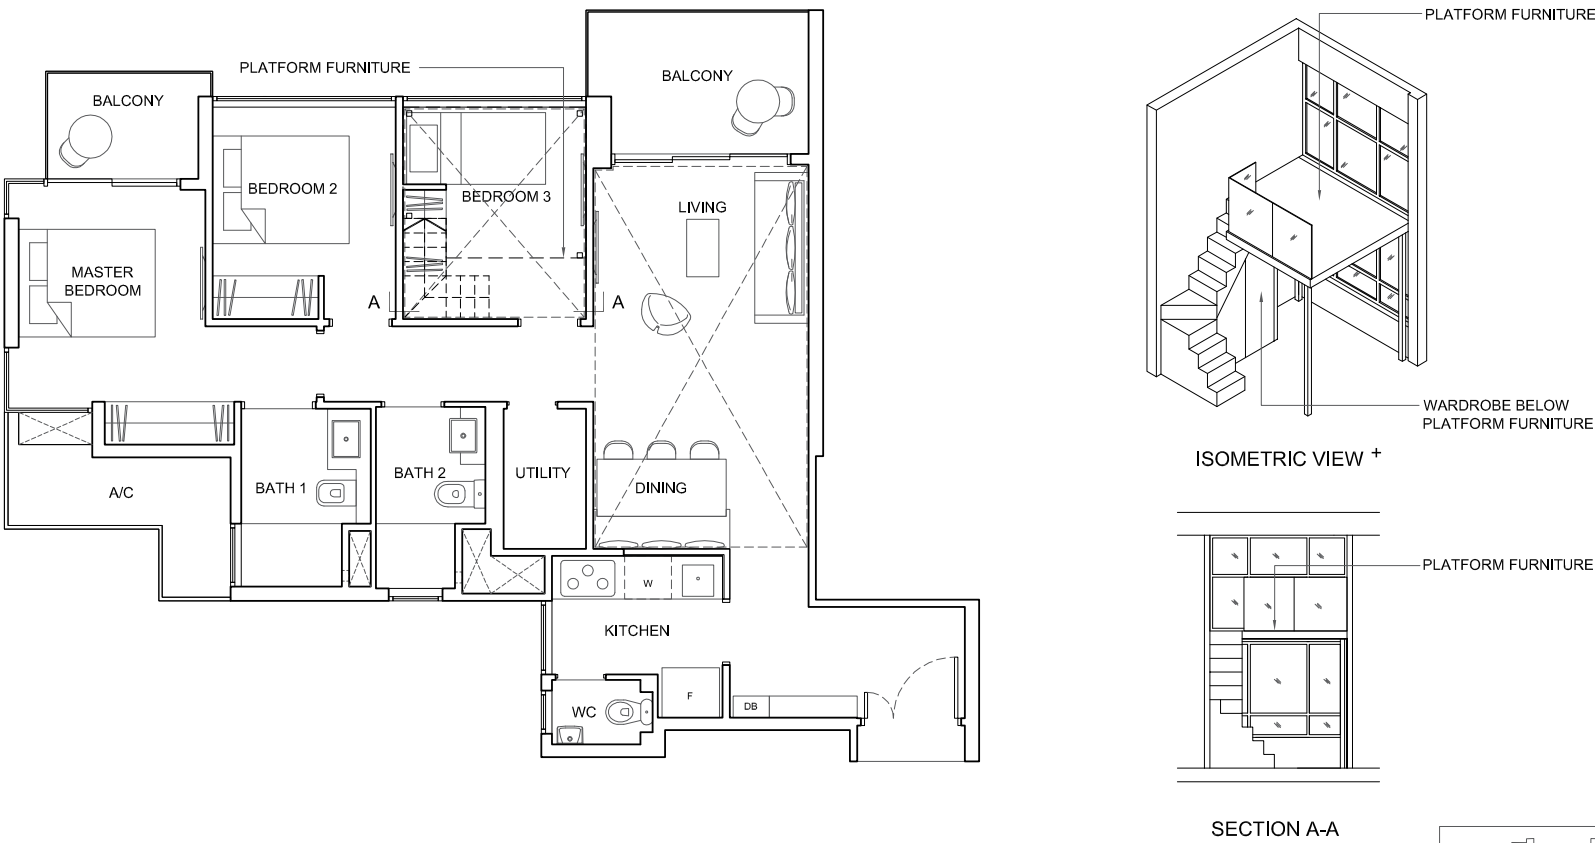 PLATFORM FURNITURE
BALCONY
BALCONY
BEDROOM 2
BEDROOM 3
LIVING
MASTER
BEDROOM
A
A
A/C
BATH 1
BATH 2
UTILITY
DINING
W
KITCHEN
WC
F
DB
PLATFORM FURNITURE
WARDROBE BELOW
PLATFORM FURNITURE
ISOMETRIC VIEW +
PLATFORM FURNITURE
SECTION A-A